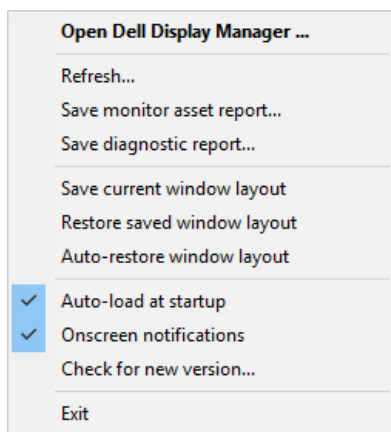 Open Dell Display Manager ...
Refresh...
Save monitor asset report...
Save diagnostic report...
Save current window layout
Restore saved window layout
Auto-restore window layout
Auto-load at startup
Onscreen notifications
Check for new version...
Exit